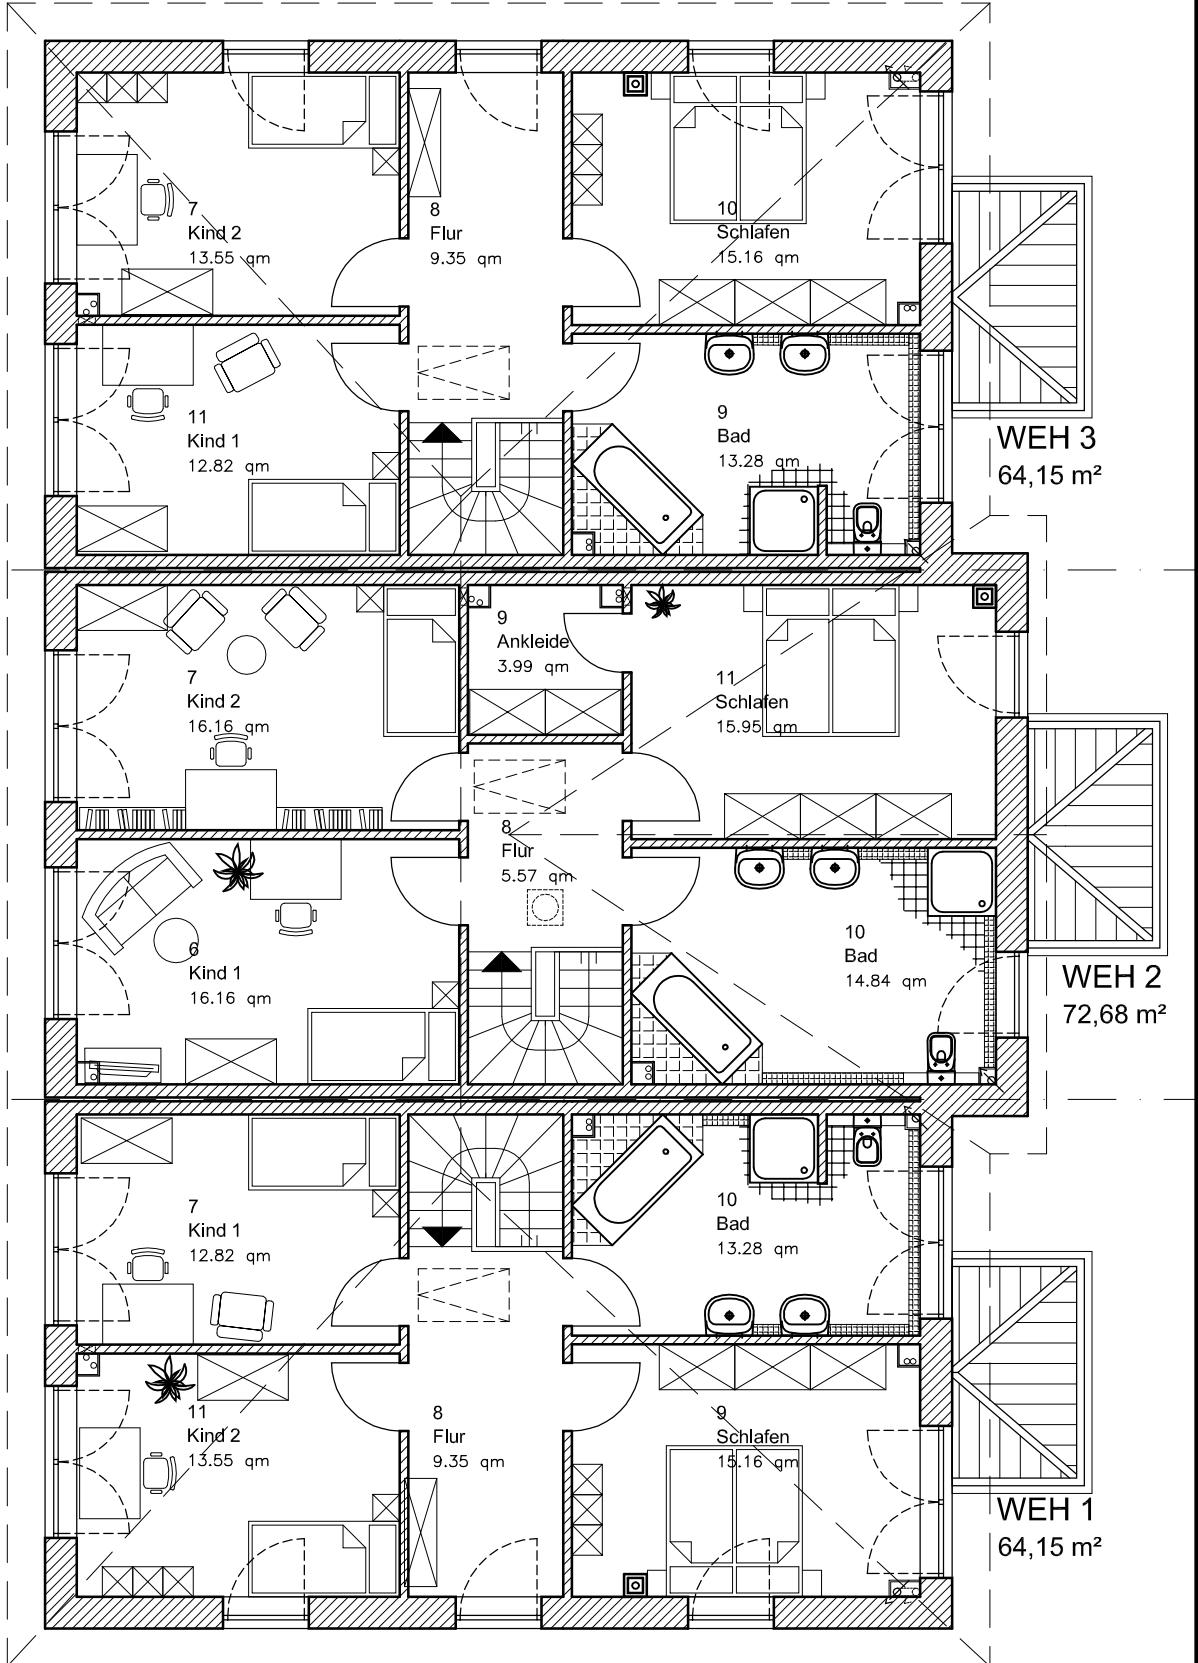 7
Kind 2
13.55 qm
8
Flur
9.35 qm
10
Schlafen
15.16 qm
11
Kind 1
12.82 qm
9
Bad
13.28 qm
WEH 3
64,15 m²
7
Kind 2
16.16 qm
9
Ankleide
3.99 qm
11
Schlafen
15.95 qm
8
Flur
5.57 qm
6
Kind 1
16.16 qm
10
Bad
14.84 qm
WEH 2
72,68 m²
7
Kind 1
12.82 qm
10
Bad
13.28 qm
11
Kind 2
13.55 qm
8
Flur
9.35 qm
9
Schlafen
15.16 qm
WEH 1
64,15 m²